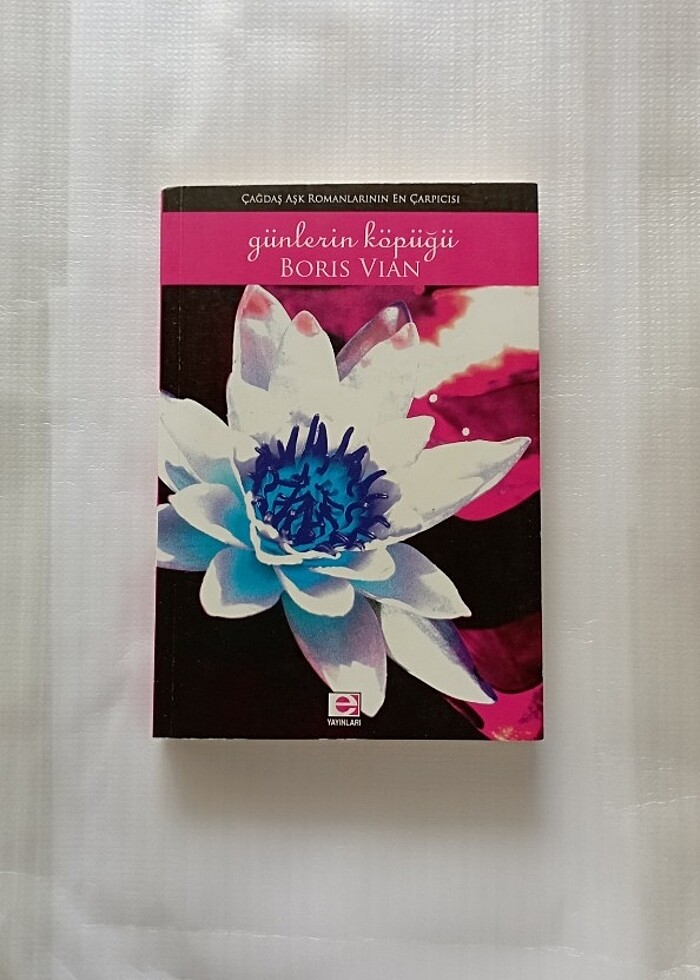 Çağdaş Aşk Romanlarının En Çarpıcısı
günlerin köpüğü
BORIS VIAN
e
YAYINLARI